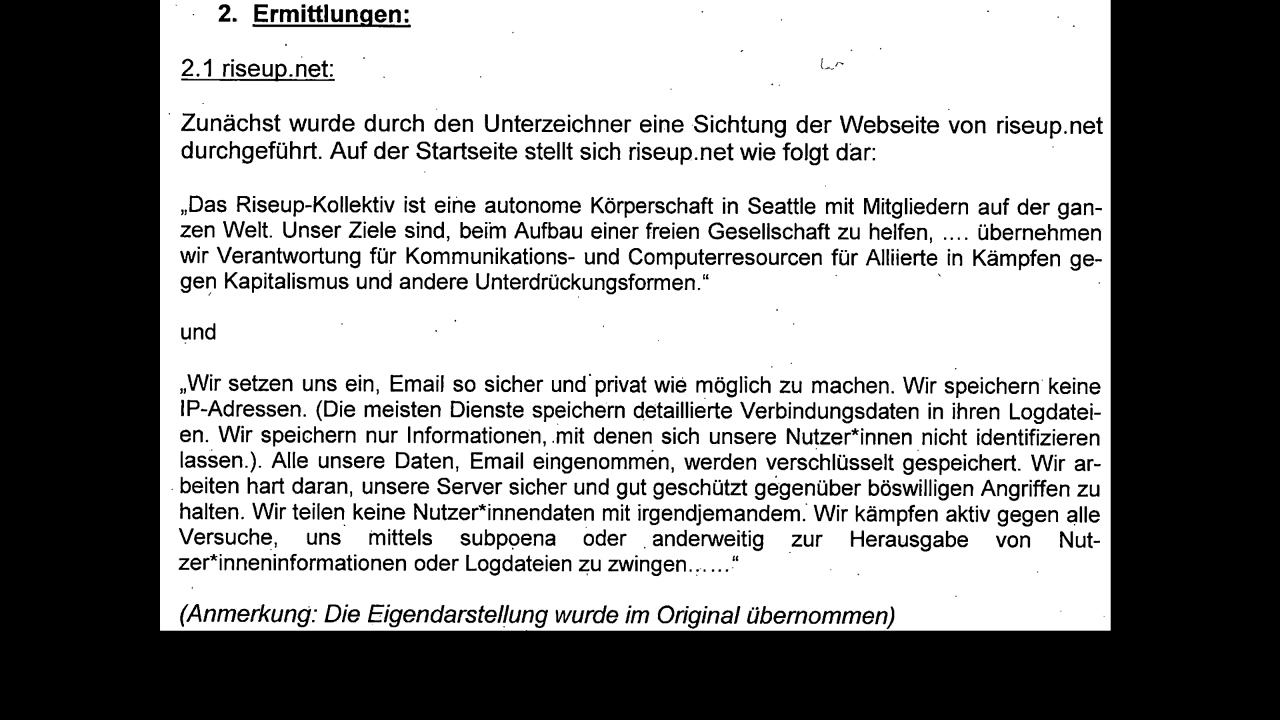 2. Ermittlungen:
2.1 riseup.net:
Zunächst wurde durch den Unterzeichner eine Sichtung der Webseite von riseup.net
durchgeführt. Auf der Startseite stellt sich riseup.net wie folgt dar:
„Das Riseup-Kollektiv ist eine autonome Körperschaft in Seattle mit Mitgliedern auf der gan-
zen Welt. Unser Ziele sind, beim Aufbau einer freien Gesellschaft zu helfen, .... übernehmen
wir Verantwortung für Kommunikations- und Computerresourcen für Alliierte in Kämpfen ge-
gen Kapitalismus und andere Unterdrückungsformen.“
und
„Wir setzen uns ein, Email so sicher und privat wie möglich zu machen. Wir speichern keine
IP-Adressen. (Die meisten Dienste speichern detaillierte Verbindungsdaten in ihren Logdatei-
en. Wir speichern nur Informationen, mit denen sich unsere Nutzer*innen nicht identifizieren
lassen.). Alle unsere Daten, Email eingenommen, werden verschlüsselt gespeichert. Wir ar-
beiten hart daran, unsere Server sicher und gut geschützt gegenüber böswilligen Angriffen zu
halten. Wir teilen keine Nutzer*innendaten mit irgendjemandem. Wir kämpfen aktiv gegen alle
Versuche, uns mittels subpoena oder anderweitig zur Herausgabe von Nut-
zer*inneninformationen oder Logdateien zu zwingen......“
(Anmerkung: Die Eigendarstellung wurde im Original übernommen)